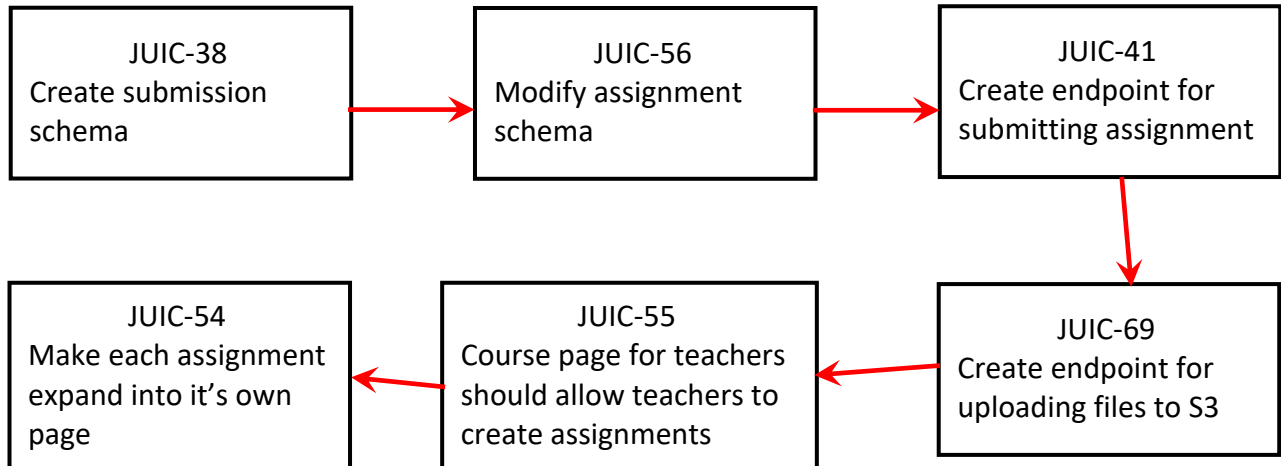 JUIC-38
Create submission
schema
JUIC-56
Modify assignment
schema
JUIC-41
Create endpoint for
submitting assignment
JUIC-54
Make each assignment
expand into it’s own
page
JUIC-55
Course page for teachers
should allow teachers to
create assignments
JUIC-69
Create endpoint for
uploading files to S3